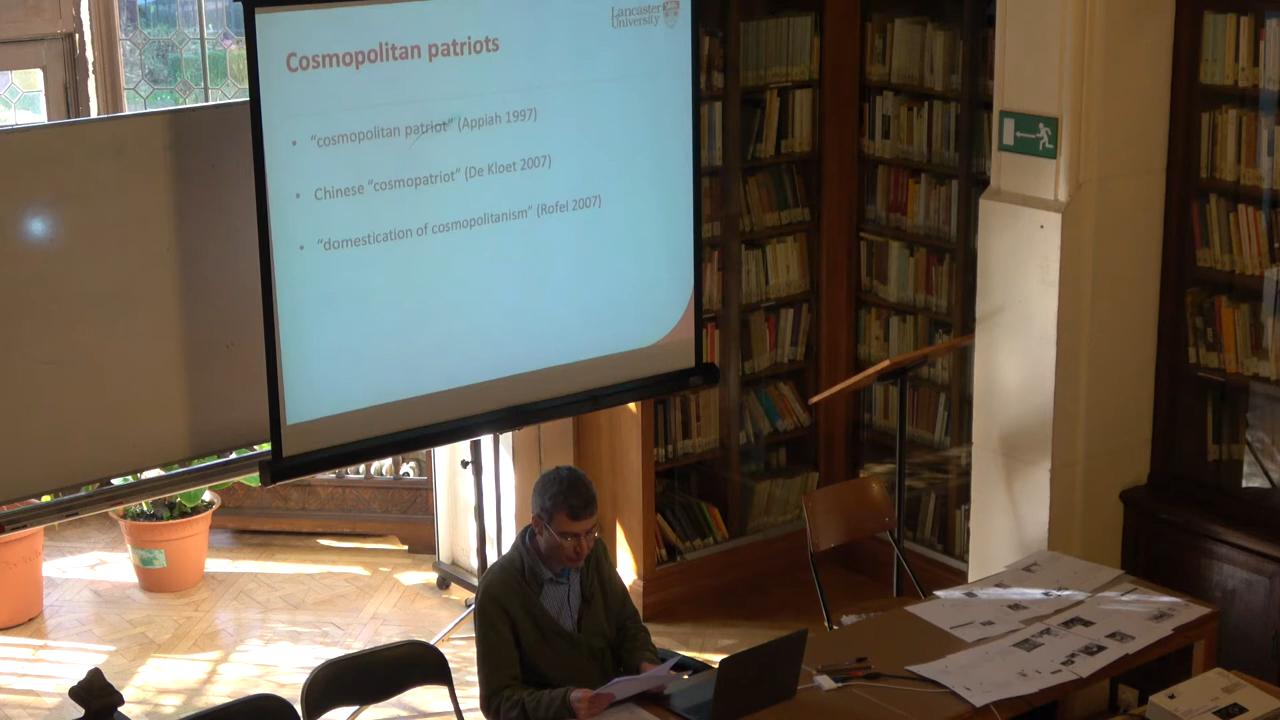 Lancaster
University
Cosmopolitan patriots
• "cosmopolitan patriot" (Appiah 1997)
• Chinese "cosmopatriot" (De Kloet 2007)
• "domestication of cosmopolitanism" (Rofel 2007)